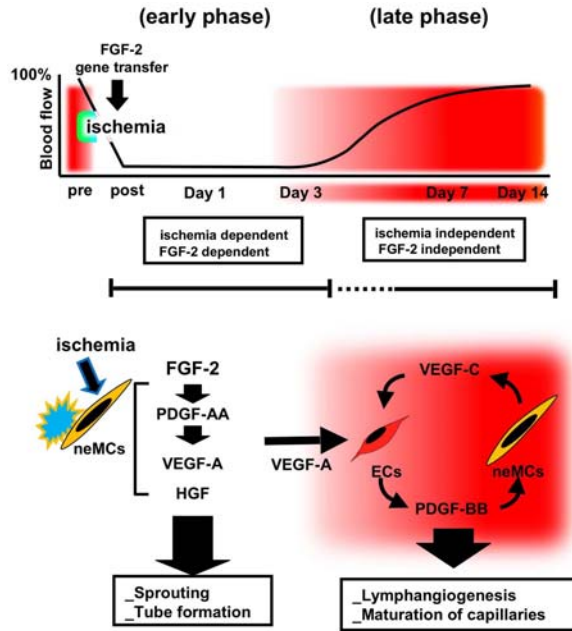 (early phase)
(late phase)
FGF-2
gene transfer
100%
Blood flow
ischemia
pre
post
Day 1
Day 3
Day 7
Day 14
ischemia dependent
FGF-2 dependent
ischemia independent
FGF-2 independent
ischemia
neMCs
FGF-2
PDGF-AA
VEGF-A
HGF
VEGF-A
VEGF-C
ECs
neMCs
PDGF-BB
_Sprouting
_Tube formation
_Lymphangiogenesis
_Maturation of capillaries